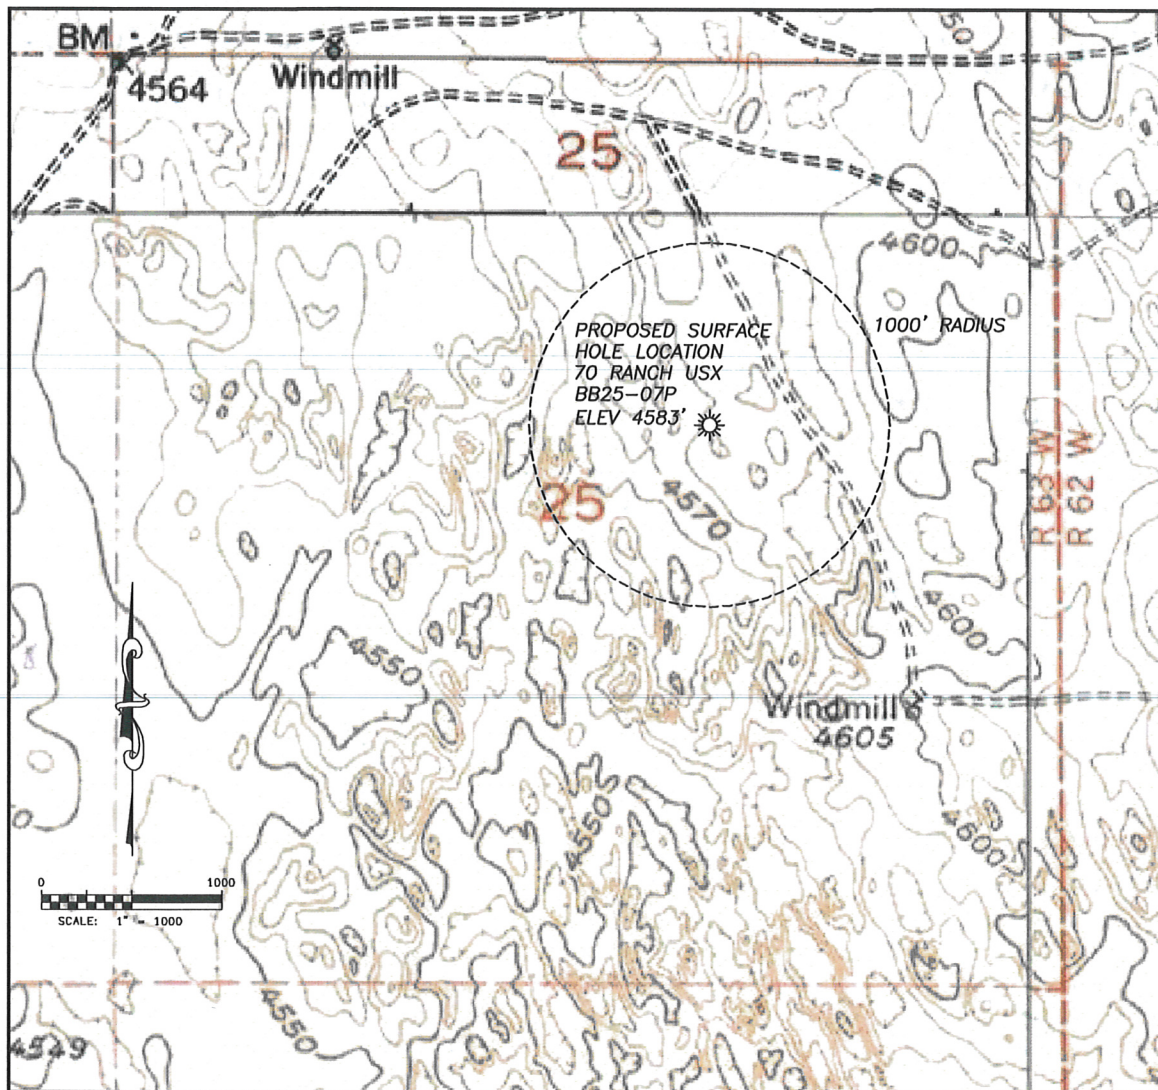 BM
4564
Windmill
25
50
4600
PROPOSED SURFACE
HOLE LOCATION
70 RANCH USX
BB25-07P
ELEV 4583'
1000' RADIUS
25
4570
R 63 W
R 62 W
4550
4600
Windmill
4605
4550
4600
0 1000
SCALE: 1" = 1000
4550
4549